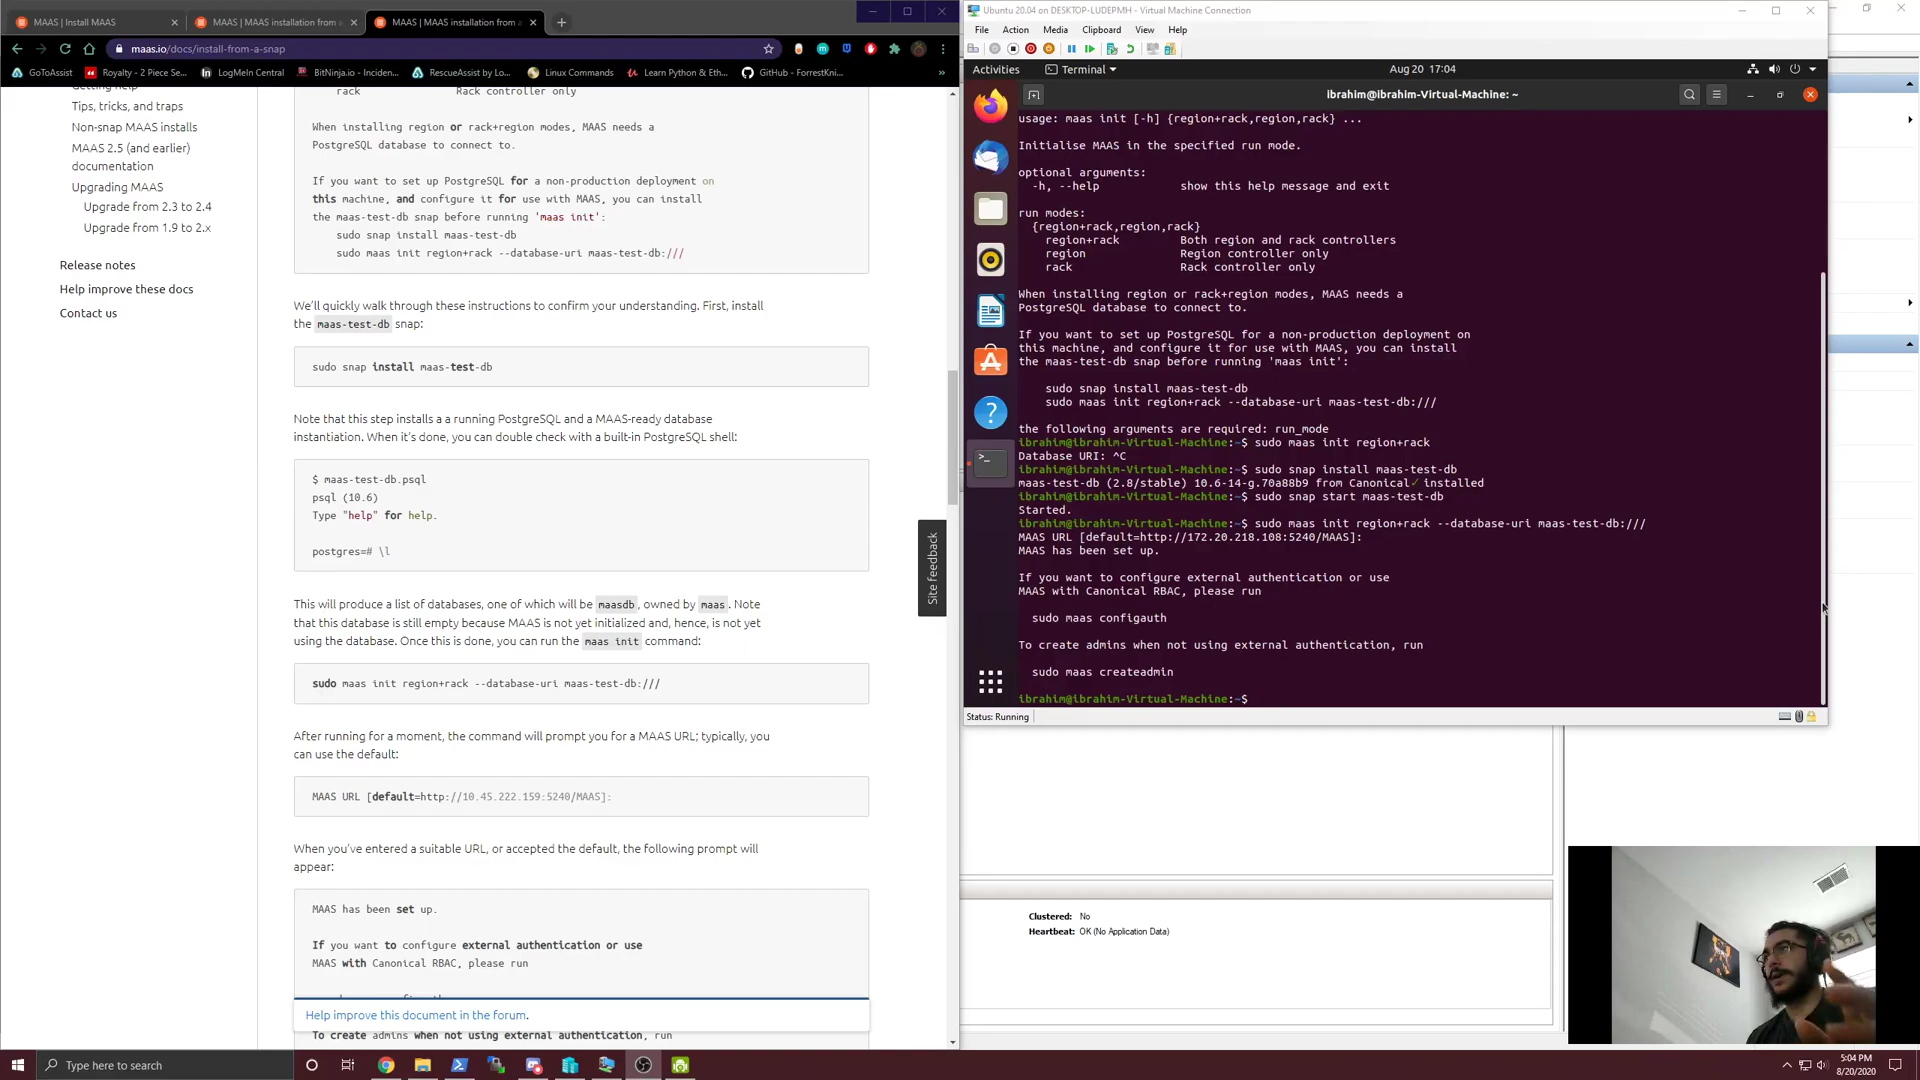 MAAS | Install MAAS
MAAS | MAAS installation from a
MAAS | MAAS installation from a
maas.io/docs/install-from-a-snap
GoToAssist
Royalty - 2 Piece Se...
LogMeIn Central
BitNinja.io - Inciden...
RescueAssist by Lo...
Linux Commands
Learn Python & Eth...
GitHub - ForrestKni...
»
Getting help
Tips, tricks, and traps
Non-snap MAAS installs
MAAS 2.5 (and earlier)
documentation
Upgrading MAAS
Upgrade from 2.3 to 2.4
Upgrade from 1.9 to 2.x
Release notes
Help improve these docs
Contact us
rack Rack controller only
When installing region or rack+region modes, MAAS needs a
PostgreSQL database to connect to.
If you want to set up PostgreSQL for a non-production deployment on
this machine, and configure it for use with MAAS, you can install
the maas-test-db snap before running 'maas init':
sudo snap install maas-test-db
sudo maas init region+rack --database-uri maas-test-db:///
We'll quickly walk through these instructions to confirm your understanding. First, install
the maas-test-db snap:
sudo snap install maas-test-db
Note that this step installs a a running PostgreSQL and a MAAS-ready database
instantiation. When it's done, you can double check with a built-in PostgreSQL shell:
$ maas-test-db.psql
psql (10.6)
Type "help" for help.
postgres=# \l
This will produce a list of databases, one of which will be maasdb, owned by maas. Note
that this database is still empty because MAAS is not yet initialized and, hence, is not yet
using the database. Once this is done, you can run the maas init command:
sudo maas init region+rack --database-uri maas-test-db:///
After running for a moment, the command will prompt you for a MAAS URL; typically, you
can use the default:
MAAS URL [default=http://10.45.222.159:5240/MAAS]:
When you've entered a suitable URL, or accepted the default, the following prompt will
appear:
MAAS has been set up.
If you want to configure external authentication or use
MAAS with Canonical RBAC, please run
Help improve this document in the forum.
To create admins when not using external authentication, run
Site feedback
Ubuntu 20.04 on DESKTOP-LUDEPMH - Virtual Machine Connection
File Action Media Clipboard View Help
Activities
Terminal
Aug 20 17:04
ibrahim@ibrahim-Virtual-Machine: ~
usage: maas init [-h] {region+rack,region,rack} ...
Initialise MAAS in the specified run mode.
optional arguments:
-h, --help show this help message and exit
run modes:
{region+rack,region,rack}
region+rack Both region and rack controllers
region Region controller only
rack Rack controller only
When installing region or rack+region modes, MAAS needs a
PostgreSQL database to connect to.
If you want to set up PostgreSQL for a non-production deployment on
this machine, and configure it for use with MAAS, you can install
the maas-test-db snap before running 'maas init':
sudo snap install maas-test-db
sudo maas init region+rack --database-uri maas-test-db:///
the following arguments are required: run_mode
ibrahim@ibrahim-Virtual-Machine:~$ sudo maas init region+rack
Database URI: ^C
ibrahim@ibrahim-Virtual-Machine:~$ sudo snap install maas-test-db
maas-test-db (2.8/stable) 10.6-14-g.70a88b9 from Canonical✓ installed
ibrahim@ibrahim-Virtual-Machine:~$ sudo snap start maas-test-db
Started.
ibrahim@ibrahim-Virtual-Machine:~$ sudo maas init region+rack --database-uri maas-test-db:///
MAAS URL [default=http://172.20.218.108:5240/MAAS]:
MAAS has been set up.
If you want to configure external authentication or use
MAAS with Canonical RBAC, please run
sudo maas configauth
To create admins when not using external authentication, run
sudo maas createadmin
ibrahim@ibrahim-Virtual-Machine:~$
Status: Running
Clustered: No
Heartbeat: OK (No Application Data)
Type here to search
5:04 PM
8/20/2020